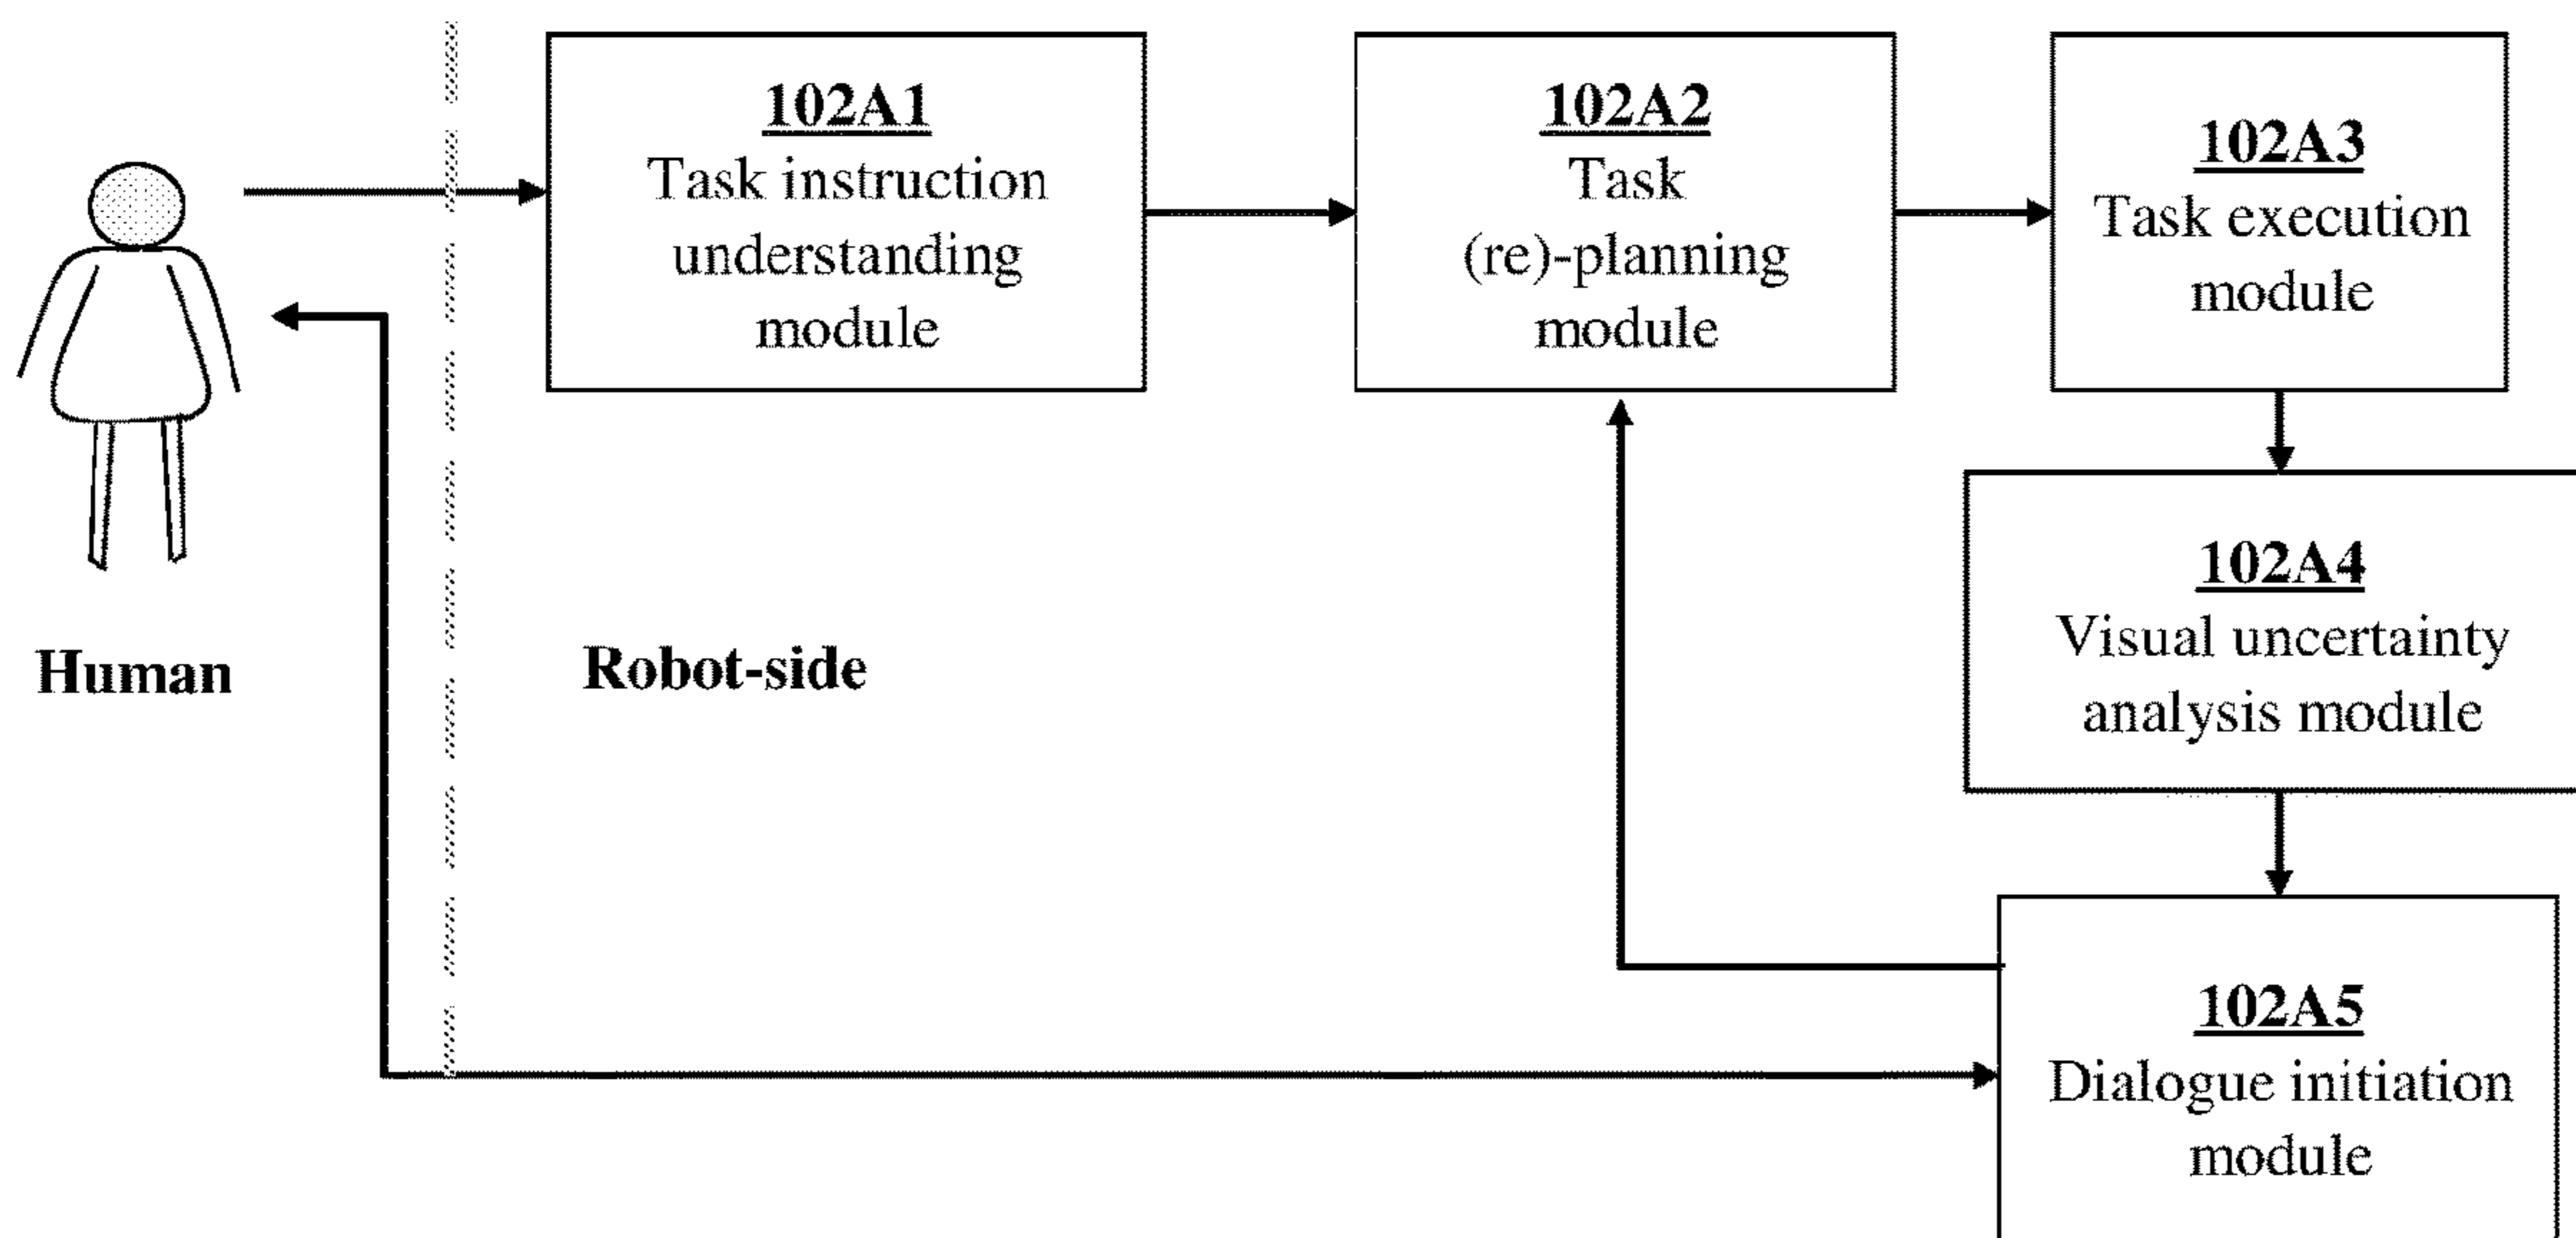 102A1
Task instruction
understanding
module
102A2
Task
(re)-planning
module
102A3
Task execution
module
102A4
Visual uncertainty
analysis module
Human
Robot-side
102A5
Dialogue initiation
module